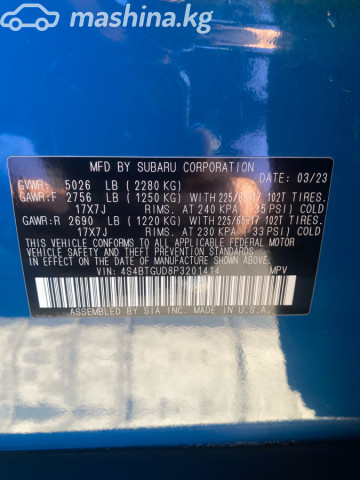 mashina.kg
MFD BY SUBARU CORPORATION
DATE: 03/23
GVWR: 5026 LB (2280 KG)
GAWR:F 2756 LB (1250 KG) WITH 225/65R17 102T TIRES.
17X7J RIMS. AT 240 KPA (35 PSI) COLD
GAWR:R 2690 LB (1220 KG) WITH 225/65R17 102T TIRES.
17X7J RIMS. AT 230 KPA (33 PSI) COLD.
THIS VEHICLE CONFORMS TO ALL APPLICABLE FEDERAL MOTOR
VEHICLE SAFETY AND THEFT PREVENTION STANDARDS
IN EFFECT ON THE DATE OF MANUFACTURE SHOWN ABOVE.
VIN: 4S4BTGUD8P3201414 MPV
ASSEMBLED BY SIA INC. MADE IN U.S.A.